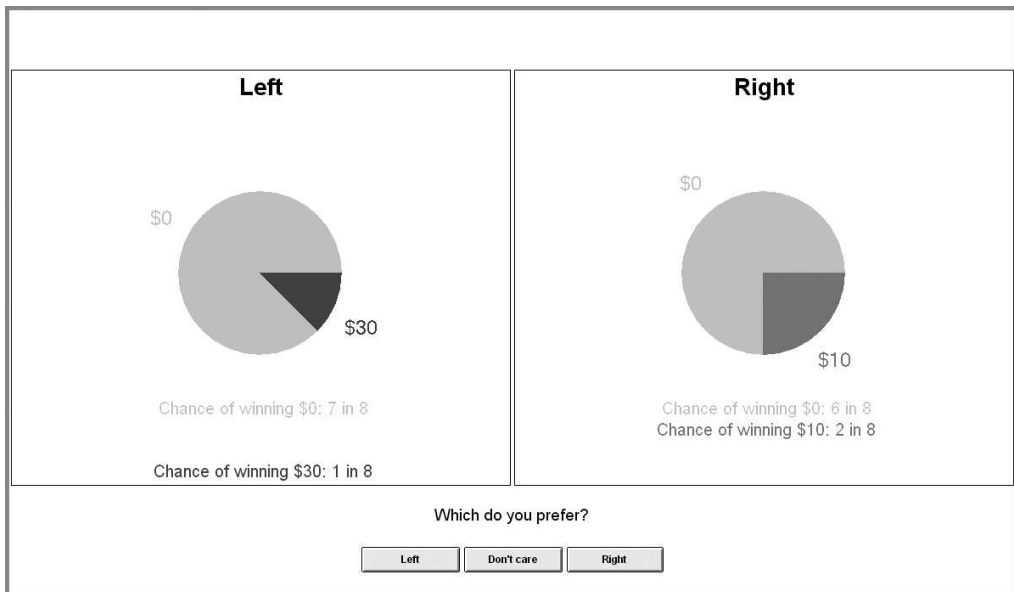 Left
$0
$30
Chance of winning $0: 7 in 8
Chance of winning $30: 1 in 8
Right
$0
$10
Chance of winning $0: 6 in 8
Chance of winning $10: 2 in 8
Which do you prefer?
Left
Don't care
Right